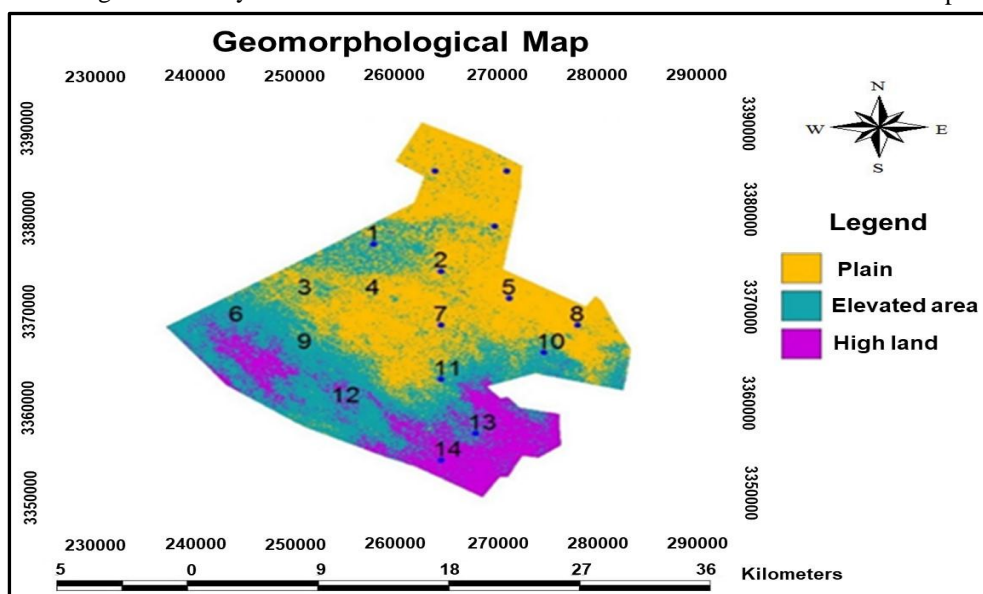 Geomorphological Map
230000 240000 250000 260000 270000 280000 290000
3390000 3390000
N
W E
S
3380000 3380000
1
2
Legend
Plain
3 4 5
3370000 3370000
6 7 8
Elevated area
9 10
High land
11
3360000 3360000
12
13
14
3350000 3350000
230000 240000 250000 260000 270000 280000 290000
5 0 9 18 27 36 Kilometers